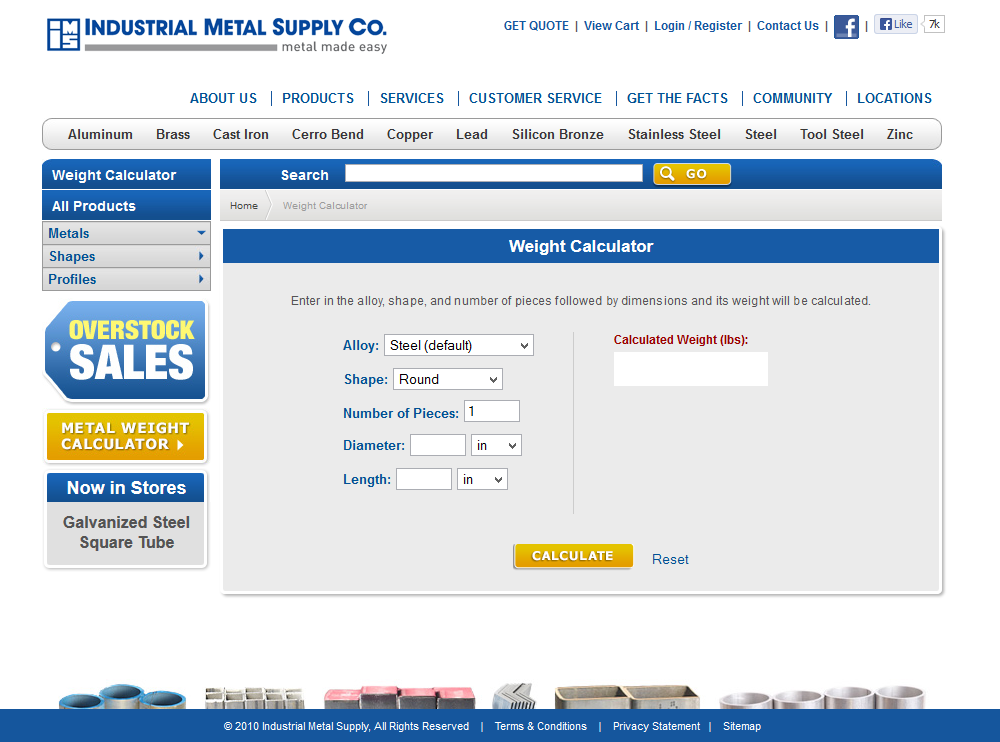 IMS INDUSTRIAL METAL SUPPLY CO.
metal made easy
GET QUOTE | View Cart | Login / Register | Contact Us | f | f Like 7k
ABOUT US | PRODUCTS | SERVICES | CUSTOMER SERVICE | GET THE FACTS | COMMUNITY | LOCATIONS
Aluminum Brass Cast Iron Cerro Bend Copper Lead Silicon Bronze Stainless Steel Steel Tool Steel Zinc
Weight Calculator
All Products
Metals
Shapes
Profiles
OVERSTOCK
SALES
METAL WEIGHT
CALCULATOR
Now in Stores
Galvanized Steel
Square Tube
Search GO
Home Weight Calculator
Weight Calculator
Enter in the alloy, shape, and number of pieces followed by dimensions and its weight will be calculated.
Alloy: Steel (default)
Shape: Round
Number of Pieces: 1
Diameter: in
Length: in
Calculated Weight (lbs):
CALCULATE Reset
© 2010 Industrial Metal Supply, All Rights Reserved | Terms & Conditions | Privacy Statement | Sitemap